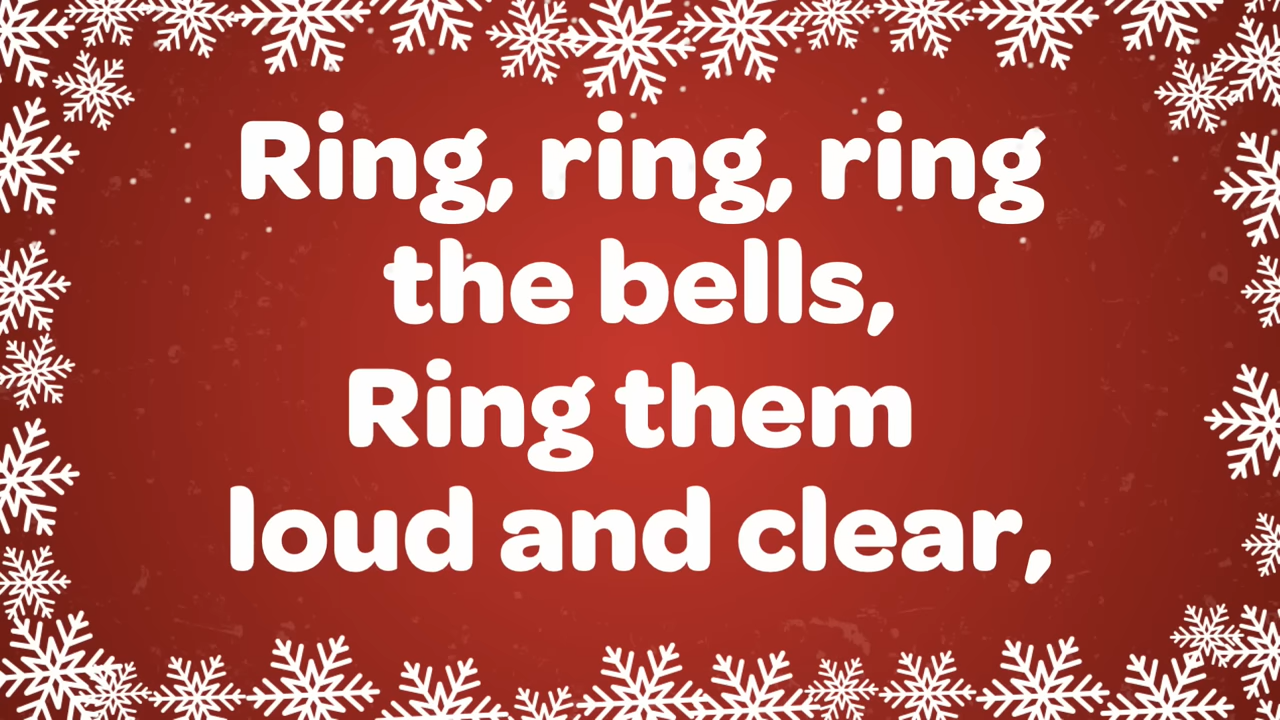 Ring, ring, ring
the bells,
Ring them
loud and clear,